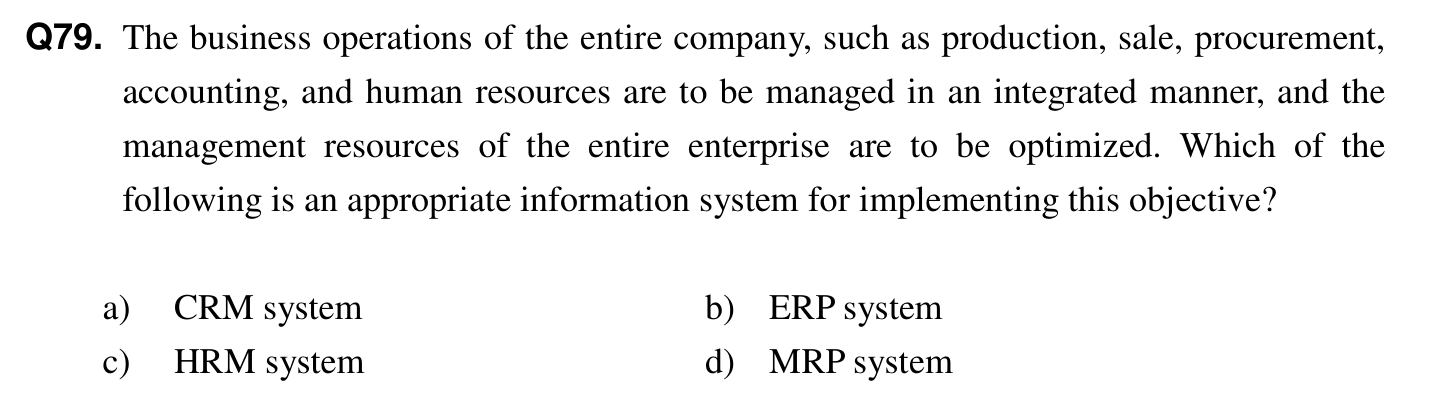 Q79. The business operations of the entire company, such as production, sale, procurement,
accounting, and human resources are to be managed in an integrated manner, and the
management resources of the entire enterprise are to be optimized. Which of the
following is an appropriate information system for implementing this objective?
a) CRM system b) ERP system
c) HRM system d) MRP system